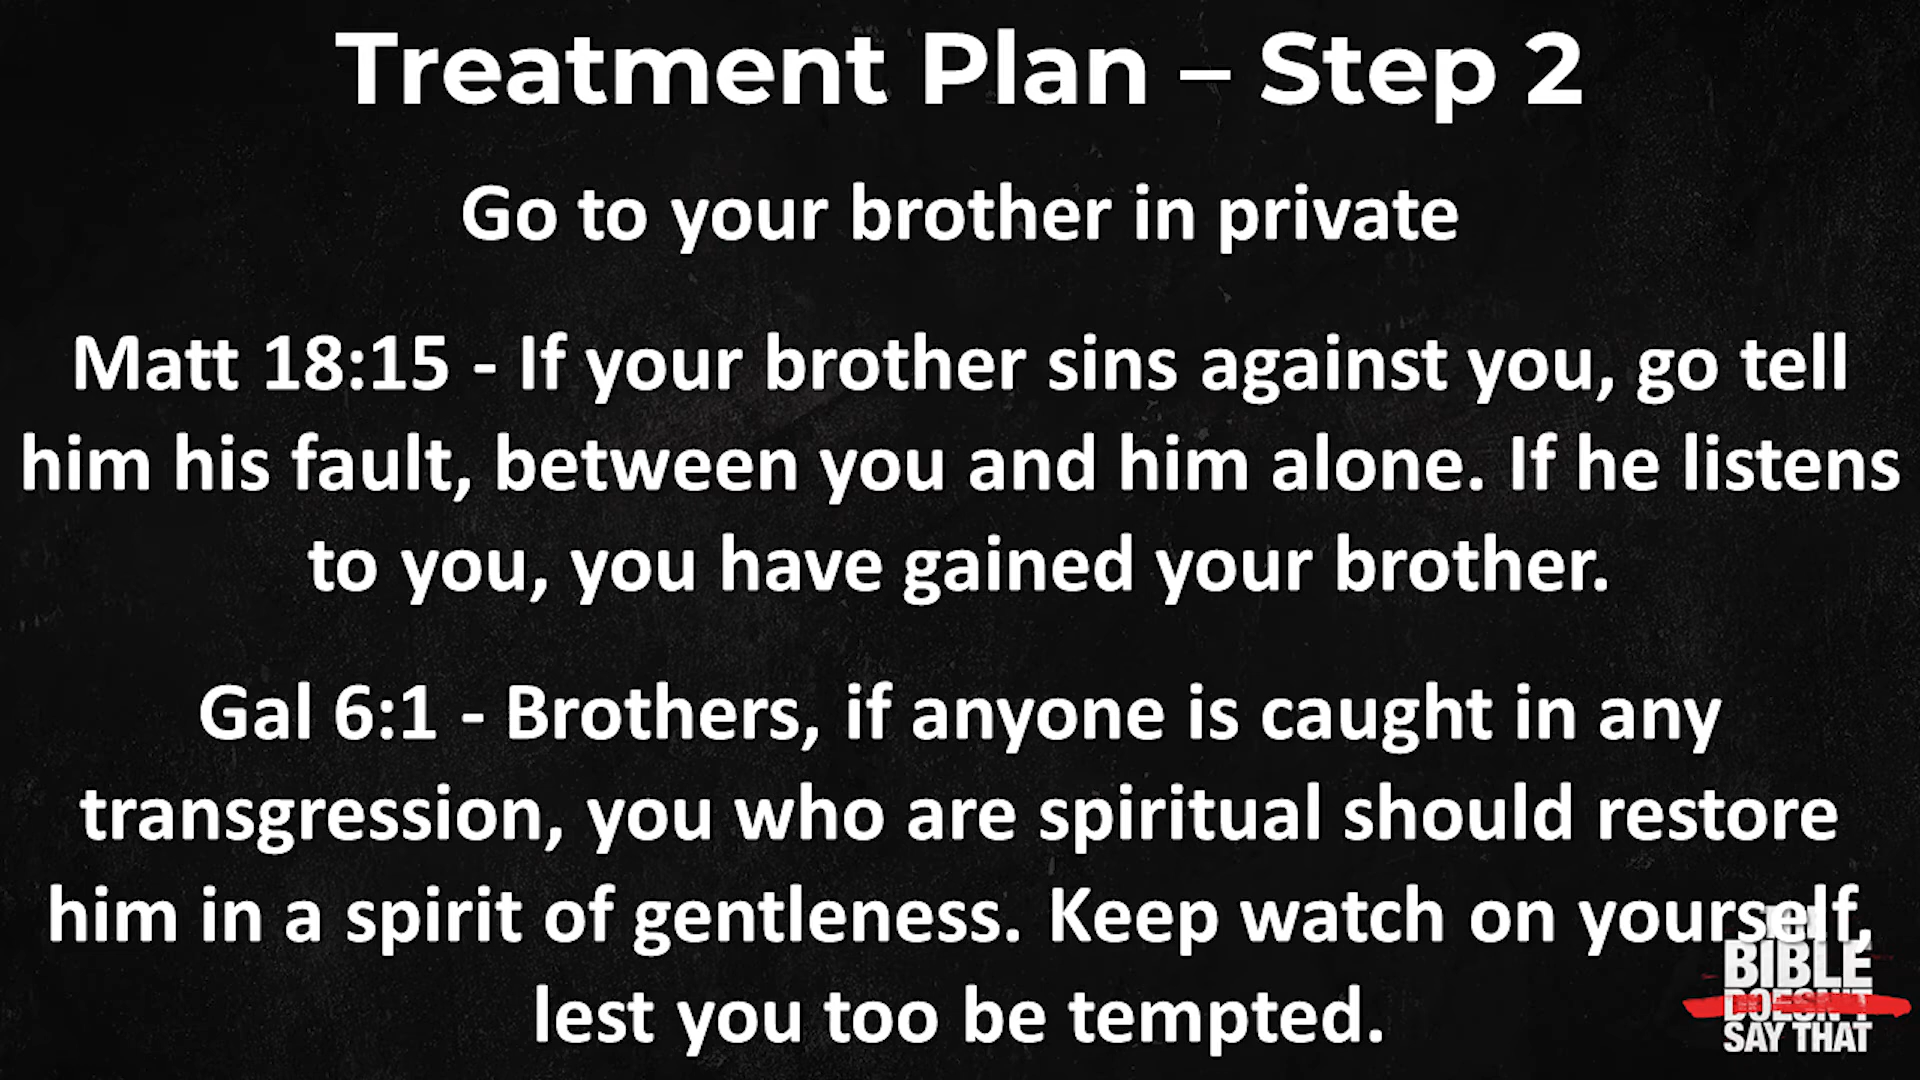 Treatment Plan – Step 2
Go to your brother in private
Matt 18:15 - If your brother sins against you, go tell
him his fault, between you and him alone. If he listens
to you, you have gained your brother.
Gal 6:1 - Brothers, if anyone is caught in any
transgression, you who are spiritual should restore
him in a spirit of gentleness. Keep watch on yourself,
lest you too be tempted.
BIBLE
DOESN'T
SAY THAT